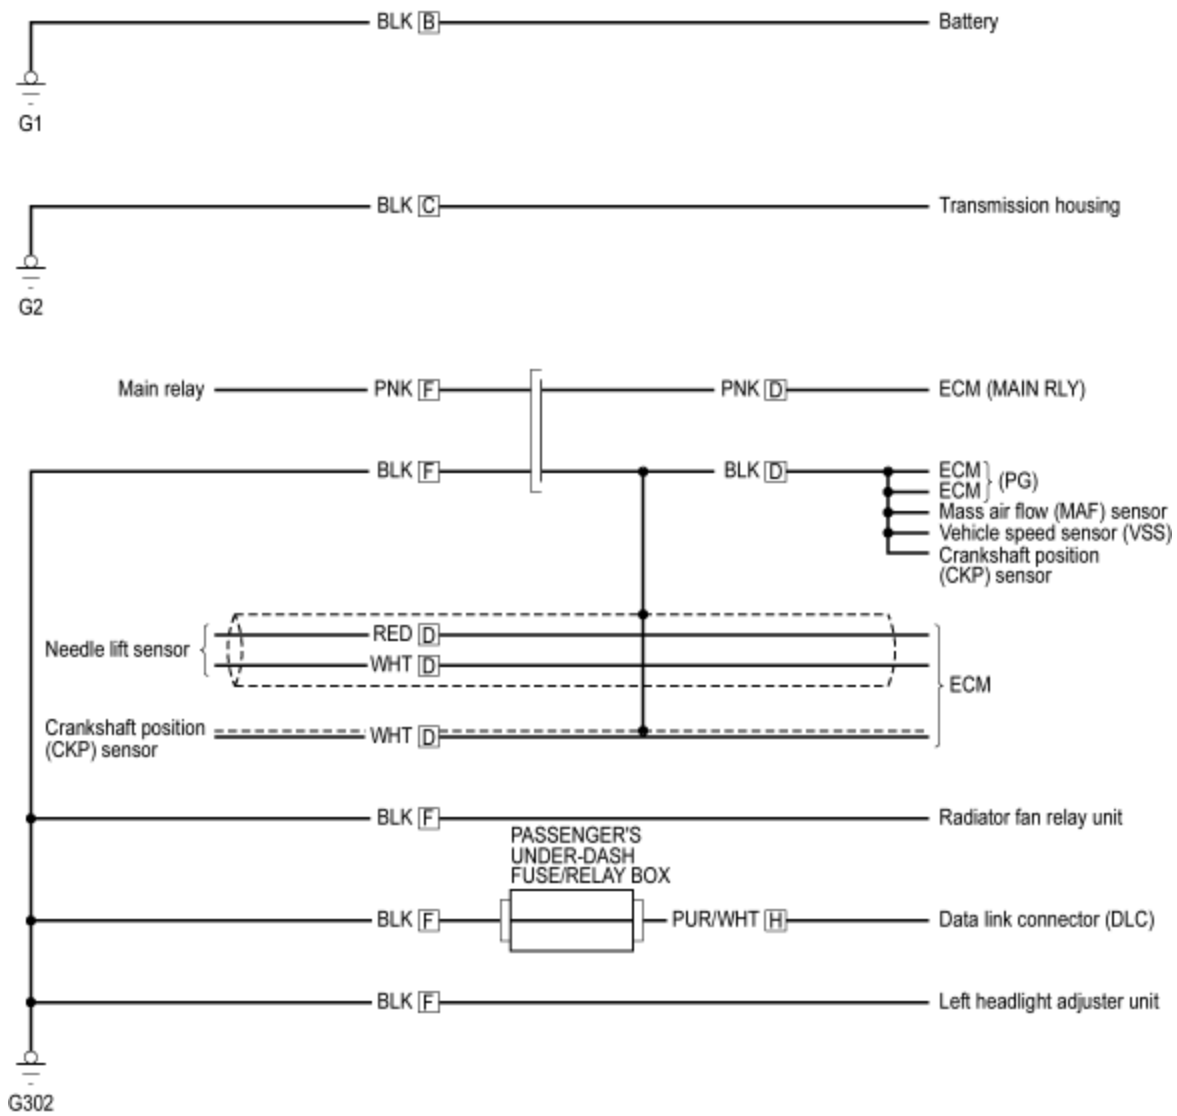 BLK B Battery
G1
BLK C Transmission housing
G2
Main relay PNK F PNK D ECM (MAIN RLY)
BLK F BLK D ECM
ECM
(PG)
Mass air flow (MAF) sensor
Vehicle speed sensor (VSS)
Crankshaft position
(CKP) sensor
RED D
Needle lift sensor
WHT D
ECM
Crankshaft position
(CKP) sensor
WHT D
BLK F Radiator fan relay unit
PASSENGER'S
UNDER-DASH
FUSE/RELAY BOX
BLK F PUR/WHT H Data link connector (DLC)
BLK F Left headlight adjuster unit
G302